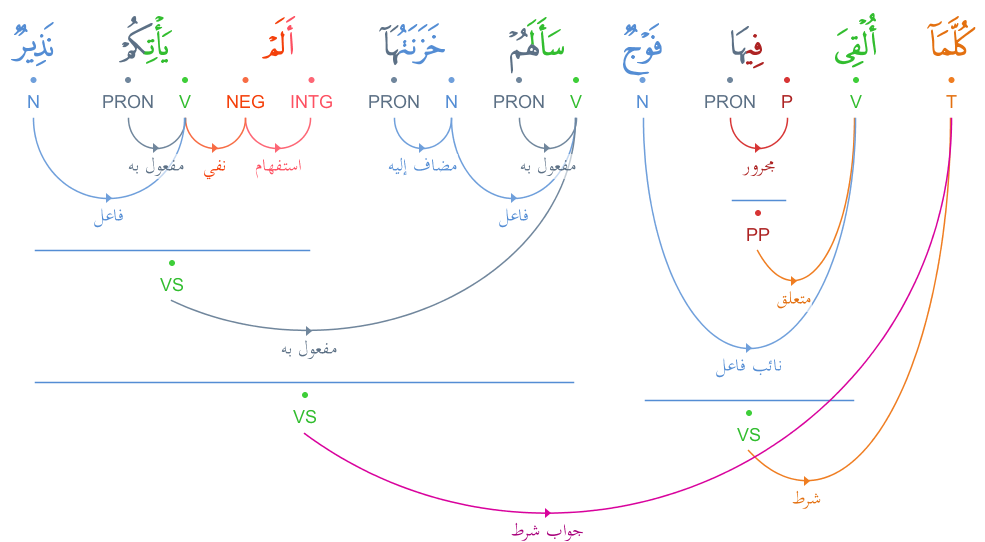 كُلَّمَآ أُلْقِىَ فِيهَا فَوْجٌ سَأَلَهُمْ خَزَنَتُهَآ أَلَمْ يَأْتِكُمْ نَذِيرٌ
T V P PRON N V PRON N PRON INTG NEG V PRON N
مجرور مفعول به مضاف إليه استفهام نفي مفعول به
فاعل فاعل
PP
VS
متعلق
مفعول به
نائب فاعل
VS
VS
شرط
جواب شرط